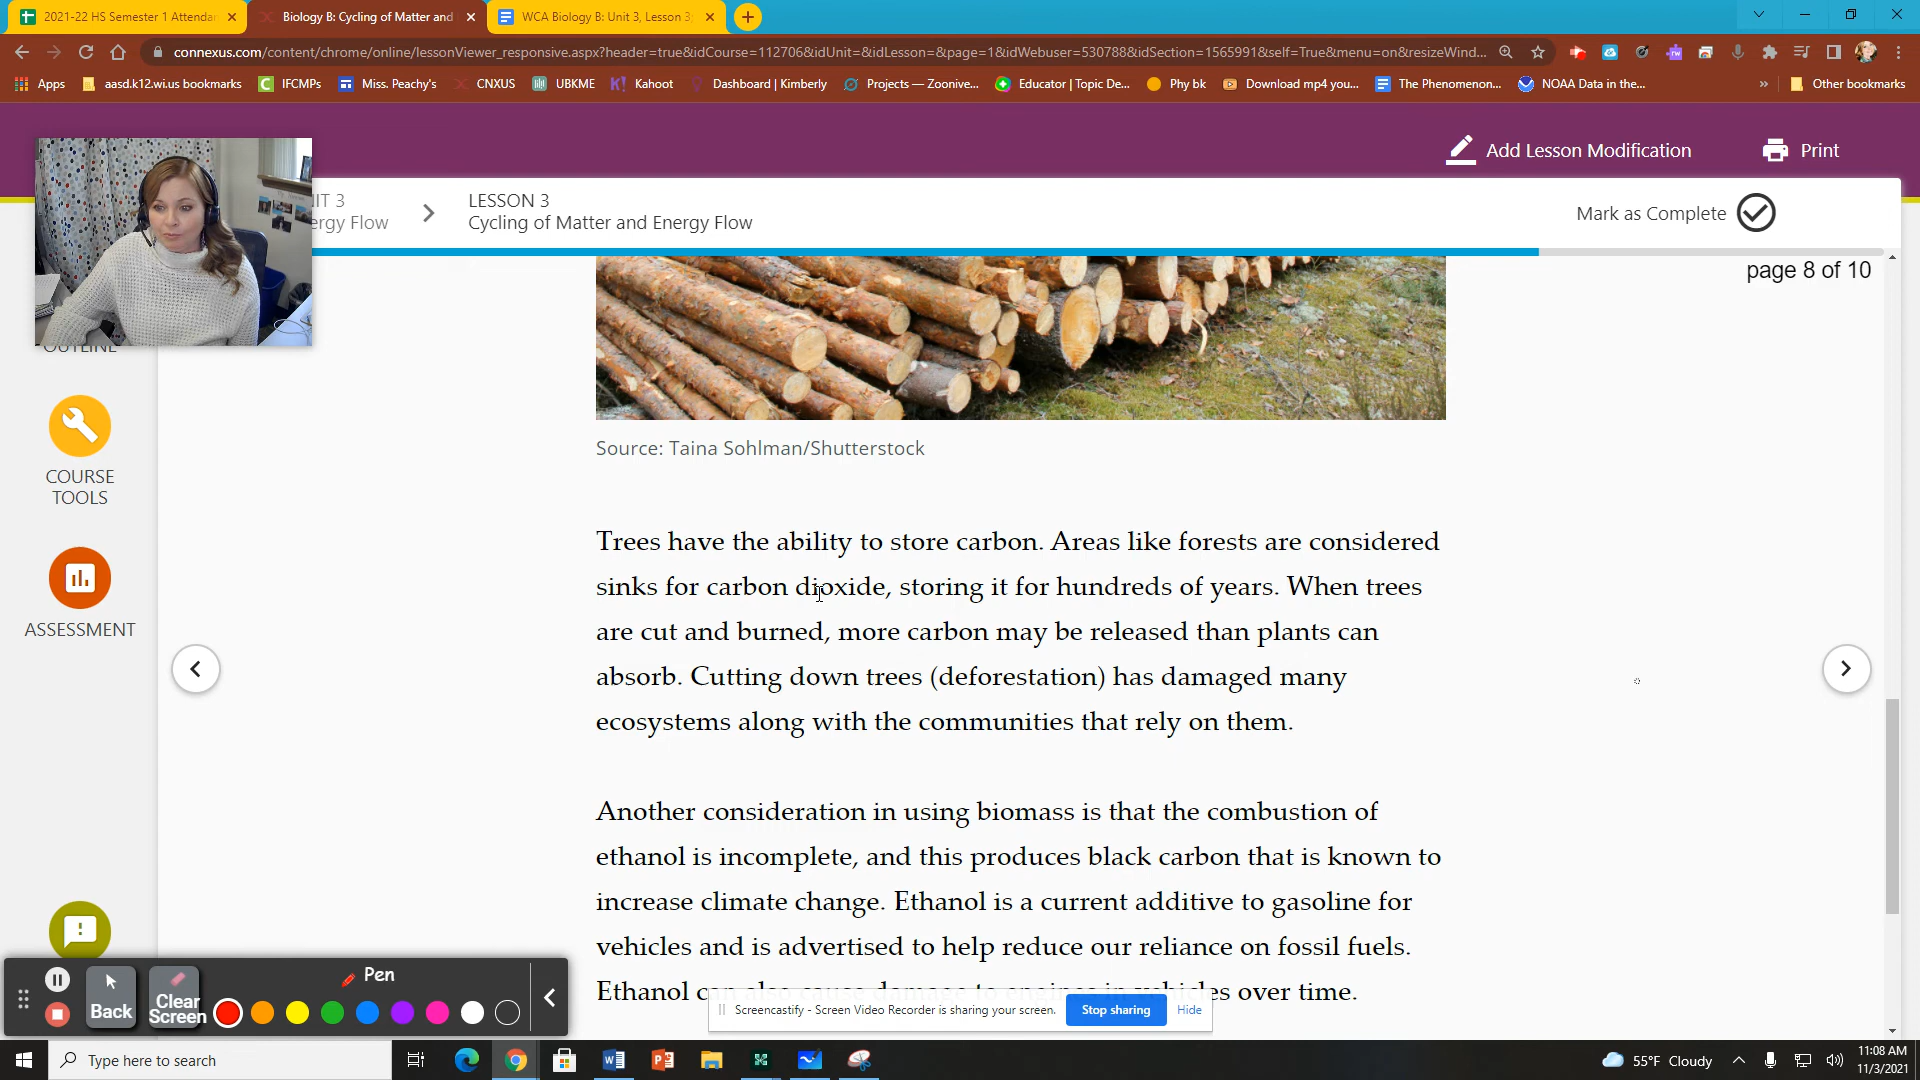 2021-22 HS Semester 1 Attendan
Biology B: Cycling of Matter and
WCA Biology B: Unit 3, Lesson 3
connexus.com/content/chrome/online/lessonViewer_responsive.aspx?header=true&idCourse=112706&idUnit=&idLesson=&page=1&idWebuser=530788&idSection=1565991&self=True&menu=on&resizeWind...
Apps
aasd.k12.wi.us bookmarks
IFCMPs
Miss. Peachy's
CNXUS
UBKME
Kahoot
Dashboard | Kimberly
Projects — Zoonive...
Educator | Topic De...
Phy bk
Download mp4 you...
The Phenomenon...
NOAA Data in the...
»
Other bookmarks
Add Lesson Modification
Print
IT 3
ergy Flow
LESSON 3
Cycling of Matter and Energy Flow
Mark as Complete
page 8 of 10
OUTLINE
COURSE
TOOLS
ASSESSMENT
Source: Taina Sohlman/Shutterstock
Trees have the ability to store carbon. Areas like forests are considered
sinks for carbon dioxide, storing it for hundreds of years. When trees
are cut and burned, more carbon may be released than plants can
absorb. Cutting down trees (deforestation) has damaged many
ecosystems along with the communities that rely on them.
Another consideration in using biomass is that the combustion of
ethanol is incomplete, and this produces black carbon that is known to
increase climate change. Ethanol is a current additive to gasoline for
vehicles and is advertised to help reduce our reliance on fossil fuels.
Ethanol can also cause damage to engines in vehicles over time.
Back
Clear
Screen
Pen
Screencastify - Screen Video Recorder is sharing your screen.
Stop sharing
Hide
Type here to search
55°F Cloudy
11:08 AM
11/3/2021